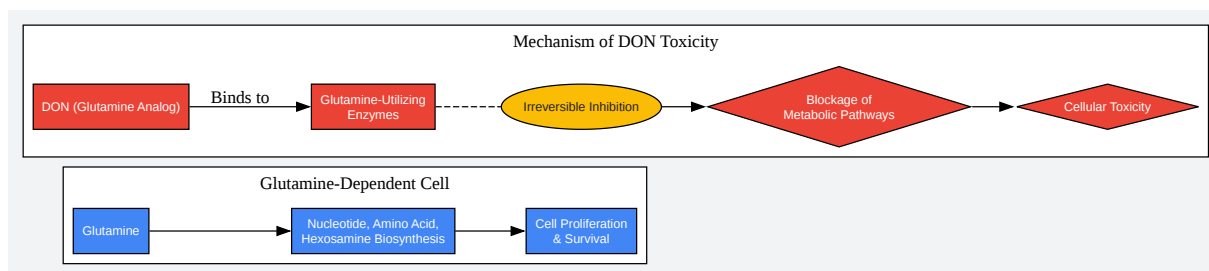 Mechanism of DON Toxicity
DON (Glutamine Analog)
Binds to
Glutamine-Utilizing
Enzymes
Irreversible Inhibition
Blockage of
Metabolic Pathways
Cellular Toxicity
Glutamine-Dependent Cell
Glutamine
Nucleotide, Amino Acid,
Hexosamine Biosynthesis
Cell Proliferation
& Survival